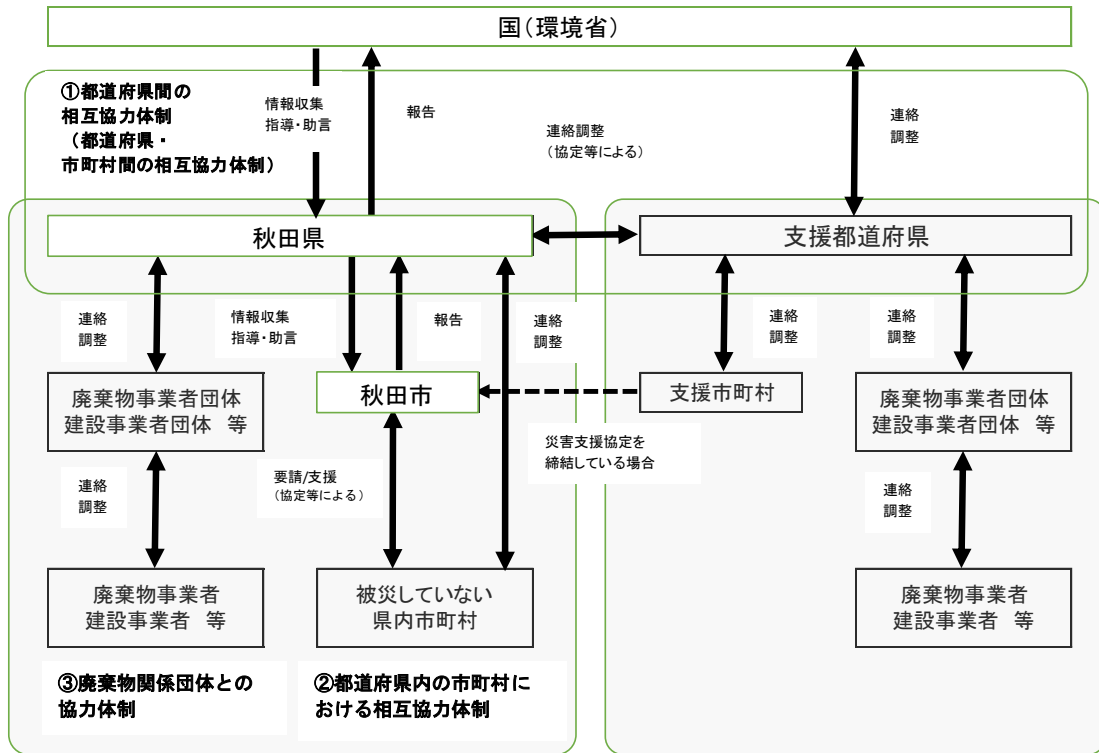 国(環境省)
①都道府県間の
相互協力体制
(都道府県・
市町村間の相互協力体制)
情報収集
指導・助言
報告
連絡調整
(協定等による)
連絡
調整
秋田県
支援都道府県
連絡
調整
情報収集
指導・助言
報告
連絡
調整
連絡
調整
連絡
調整
廃棄物事業者団体
建設事業者団体 等
秋田市
支援市町村
廃棄物事業者団体
建設事業者団体 等
連絡
調整
要請/支援
(協定等による)
災害支援協定を
締結している場合
連絡
調整
廃棄物事業者
建設事業者 等
被災していない
県内市町村
廃棄物事業者
建設事業者 等
③廃棄物関係団体との
協力体制
②都道府県内の市町村に
おける相互協力体制